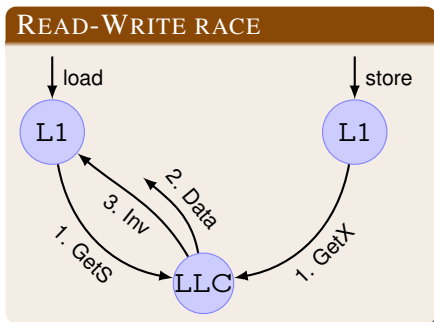 READ-WRITE RACE
load
store
L1
L1
2. Data
3. Inv
1. GetS
1. GetX
LLC